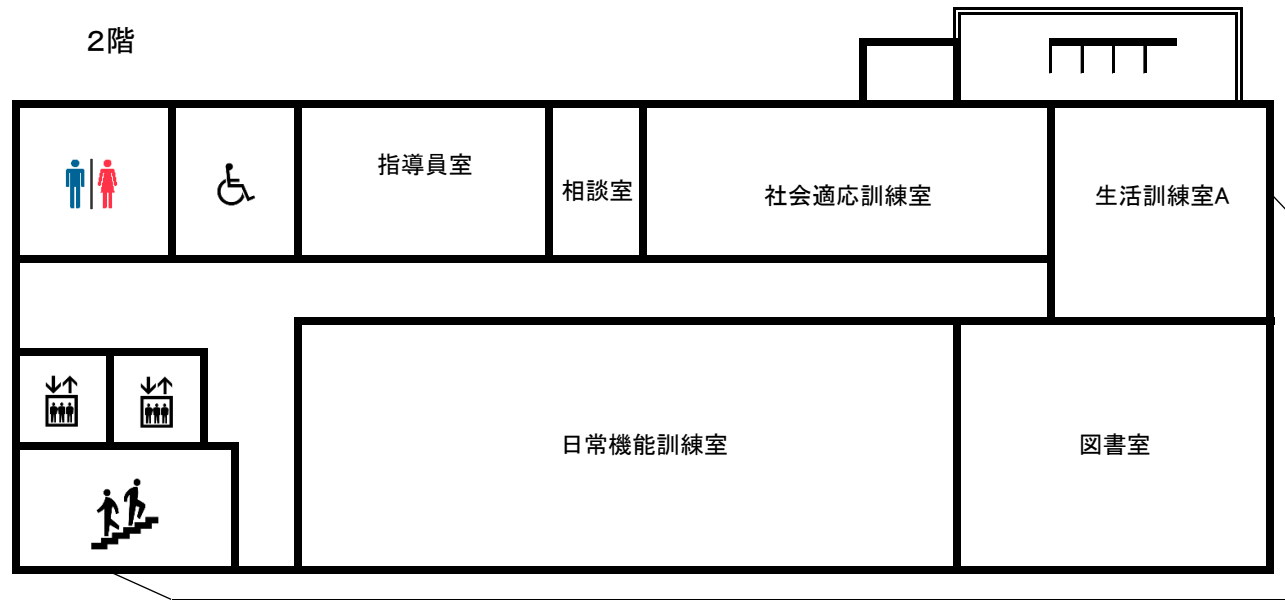 2階
指導員室
相談室
社会適応訓練室
生活訓練室A
日常機能訓練室
図書室